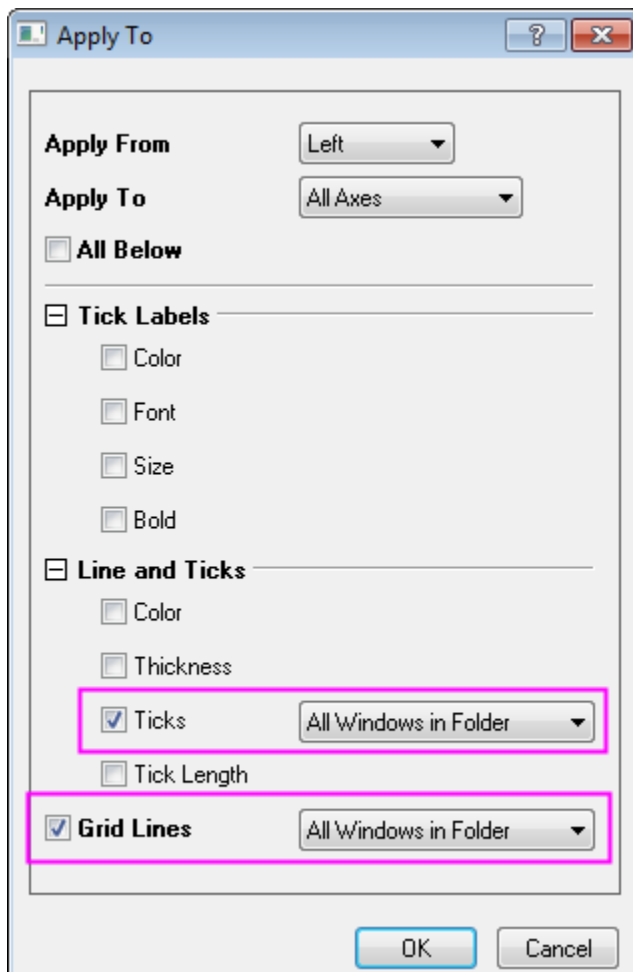 Apply To
Apply From Left
Apply To All Axes
All Below
Tick Labels
Color
Font
Size
Bold
Line and Ticks
Color
Thickness
Ticks All Windows in Folder
Tick Length
Grid Lines All Windows in Folder
OK Cancel